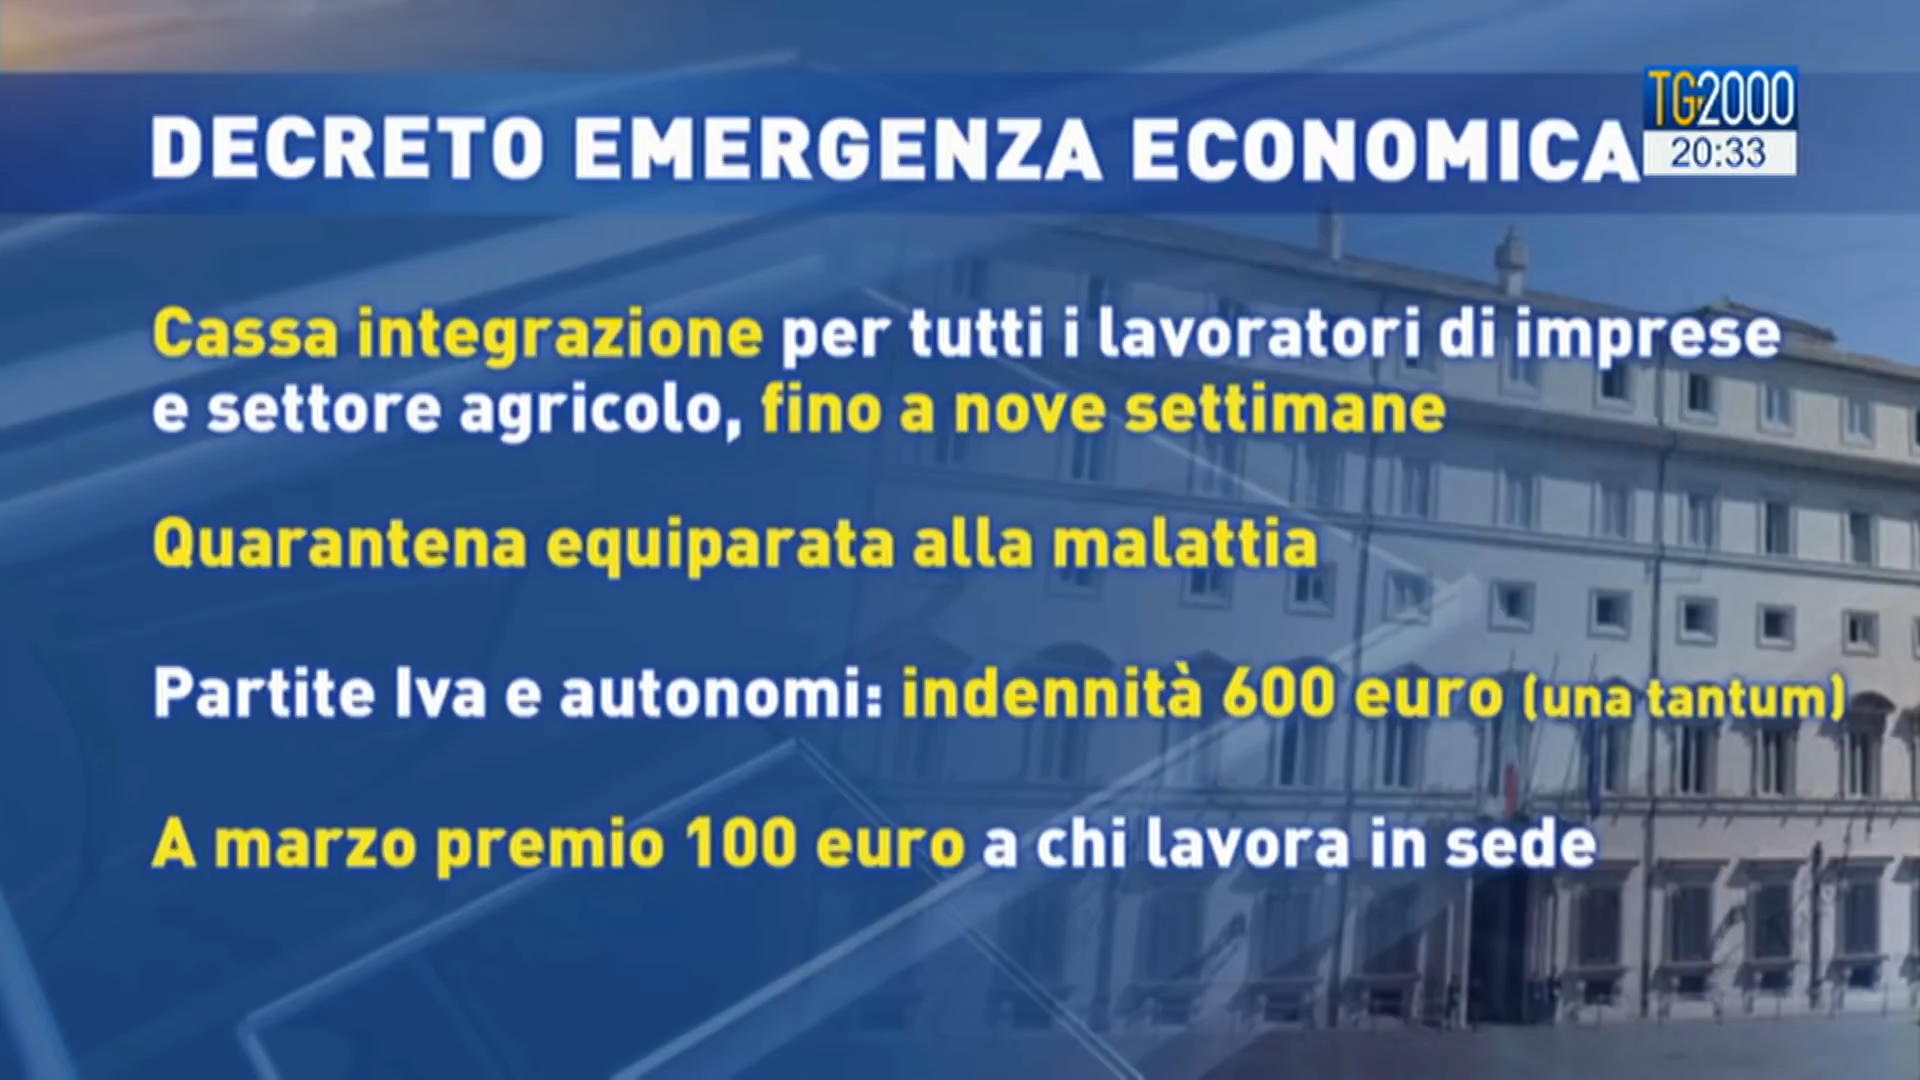 DECRETO EMERGENZA ECONOMICA
TG2000
20:33
Cassa integrazione per tutti i lavoratori di imprese
e settore agricolo, fino a nove settimane
Quarantena equiparata alla malattia
Partite Iva e autonomi: indennità 600 euro (una tantum)
A marzo premio 100 euro a chi lavora in sede